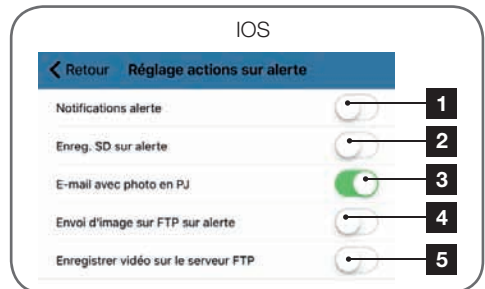 IOS
Retour Réglage actions sur alerte
Notifications alerte 1
Enreg. SD sur alerte 2
E-mail avec photo en PJ 3
Envoi d'image sur FTP sur alerte 4
Enregistrer vidéo sur le serveur FTP 5